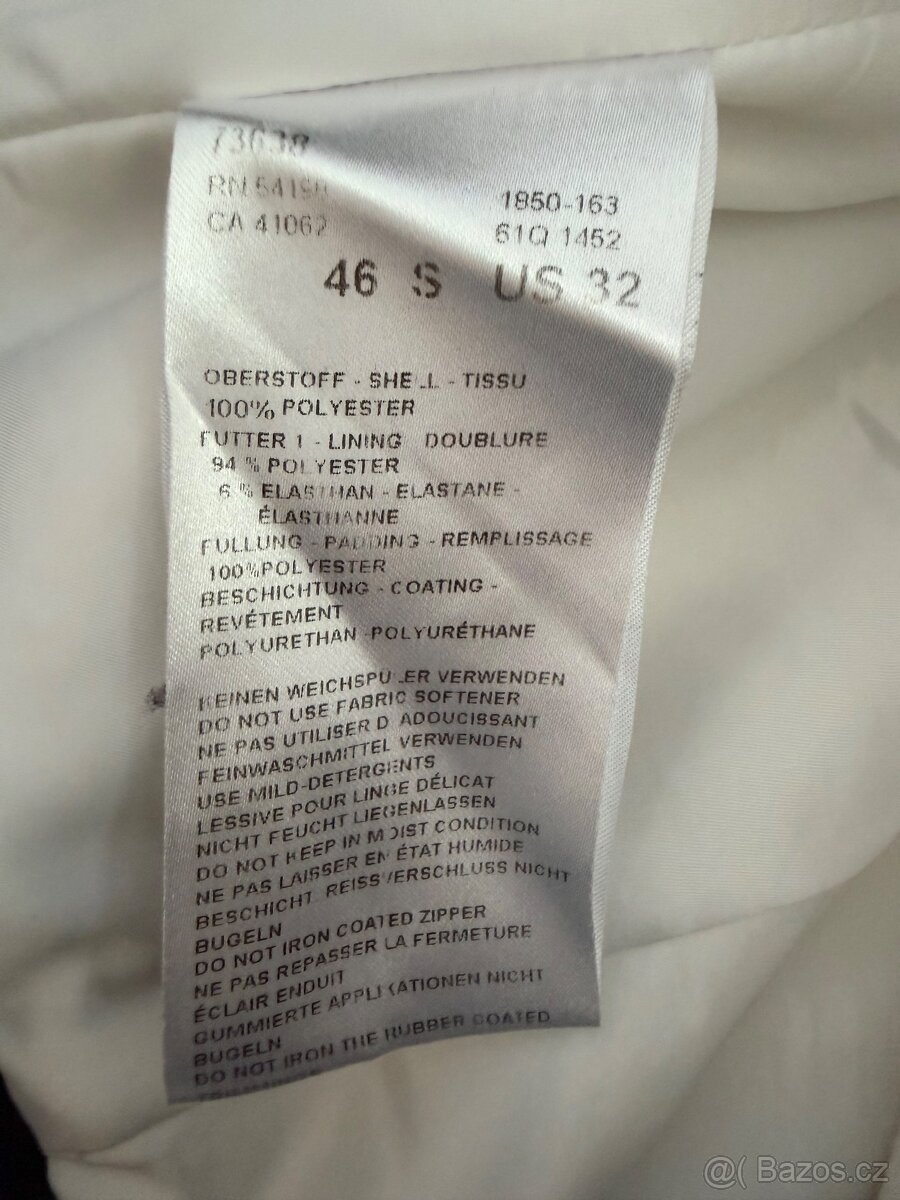 73638
RN 54198
CA 41062
1850-163
61Q 1452
46 S US 32
OBERSTOFF - SHELL - TISSU
100% POLYESTER
FUTTER 1 - LINING DOUBLURE
94 % POLYESTER
6 % ELASTHAN - ELASTANE -
ÉLASTHANNE
FULLUNG - PADDING - REMPLISSAGE
100%POLYESTER
BESCHICHTUNG - COATING -
REVÉTEMENT
POLYURETHAN -POLYURÉTHANE
KEINEN WEICHSPULER VERWENDEN
DO NOT USE FABRIC SOFTENER
NE PAS UTILISER D ADOUCISSANT
FEINWASCHMITTEL VERWENDEN
USE MILD-DETERGENTS
LESSIVE POUR LINGE DÉLICAT
NICHT FEUCHT LIEGENLASSEN
DO NOT KEEP IN MOIST CONDITION
NE PAS LAISSER EN ÉTAT HUMIDE
BESCHICHT. REISSVERSCHLUSS NICHT
BUGELN
DO NOT IRON COATED ZIPPER
NE PAS REPASSER LA FERMETURE
ÉCLAIR ENDUIT
GUMMIERTE APPLIKATIONEN NICHT
BUGELN
DO NOT IRON THE RUBBER COATED
@( Bazos.cz